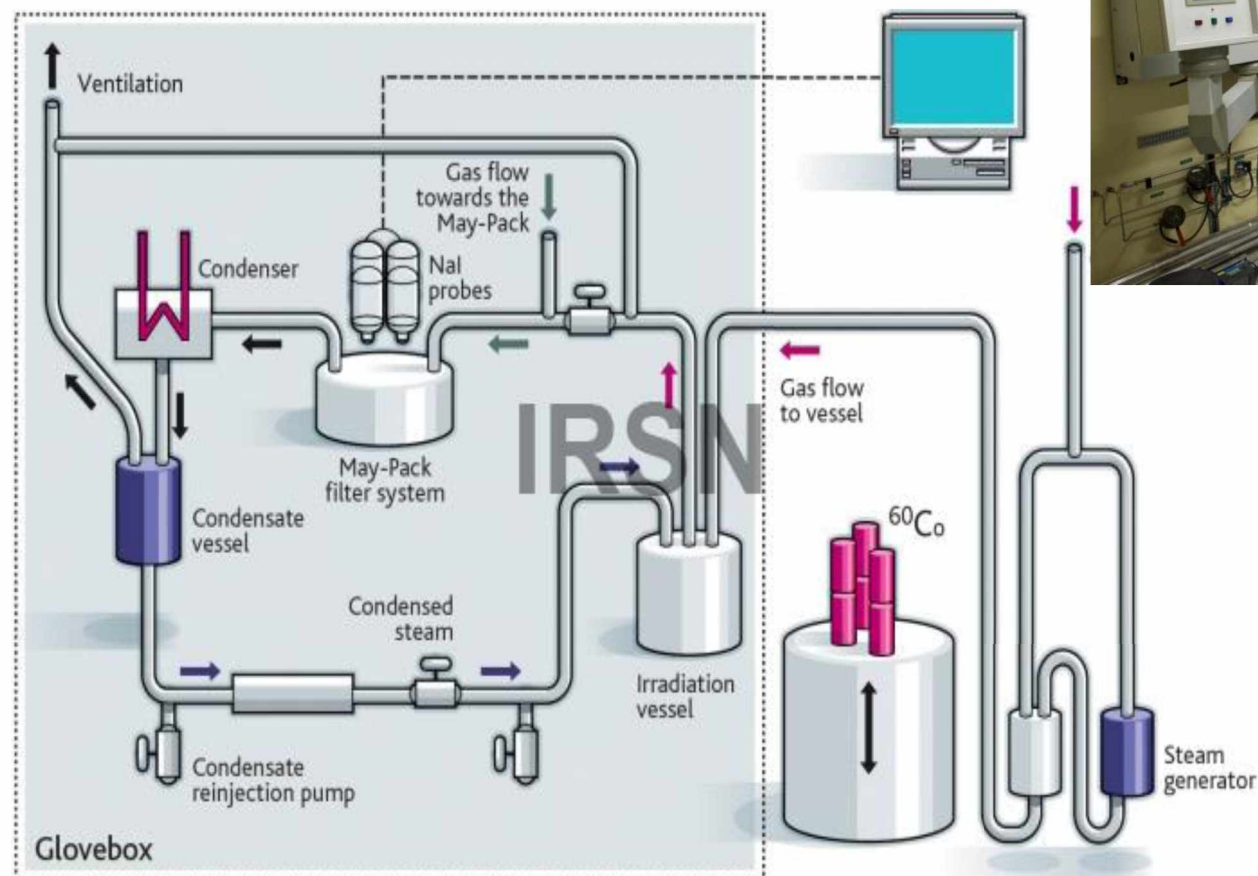 Ventilation
Gas flow
towards the
May-Pack
Condenser
NaI
probes
Gas flow
to vessel
May-Pack
filter system
IRSN
Condensate
vessel
⁶⁰Co
Condensed
steam
Irradiation
vessel
Steam
generator
Condensate
reinjection pump
Glovebox